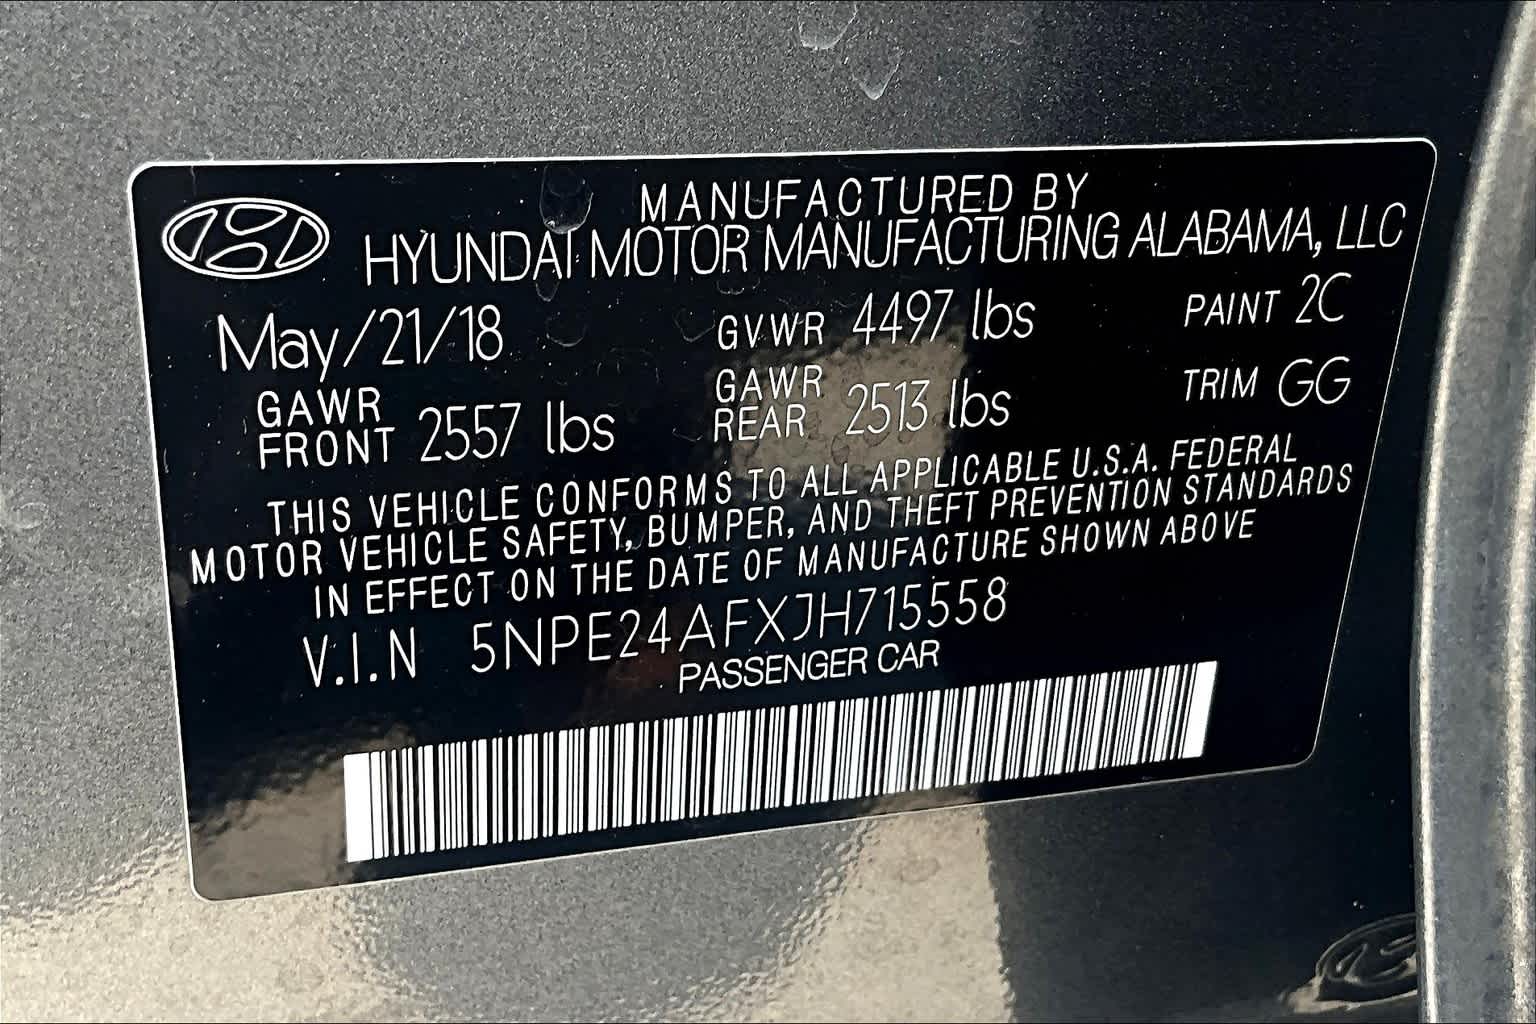 MANUFACTURED BY
HYUNDAI MOTOR MANUFACTURING ALABAMA, LLC
May/21/18 GVWR 4497 lbs PAINT 2C
GAWR FRONT 2557 lbs GAWR REAR 2513 lbs TRIM GG
THIS VEHICLE CONFORMS TO ALL APPLICABLE U.S.A. FEDERAL
MOTOR VEHICLE SAFETY, BUMPER, AND THEFT PREVENTION STANDARDS
IN EFFECT ON THE DATE OF MANUFACTURE SHOWN ABOVE
V.I.N 5NPE24AFXJH715558
PASSENGER CAR